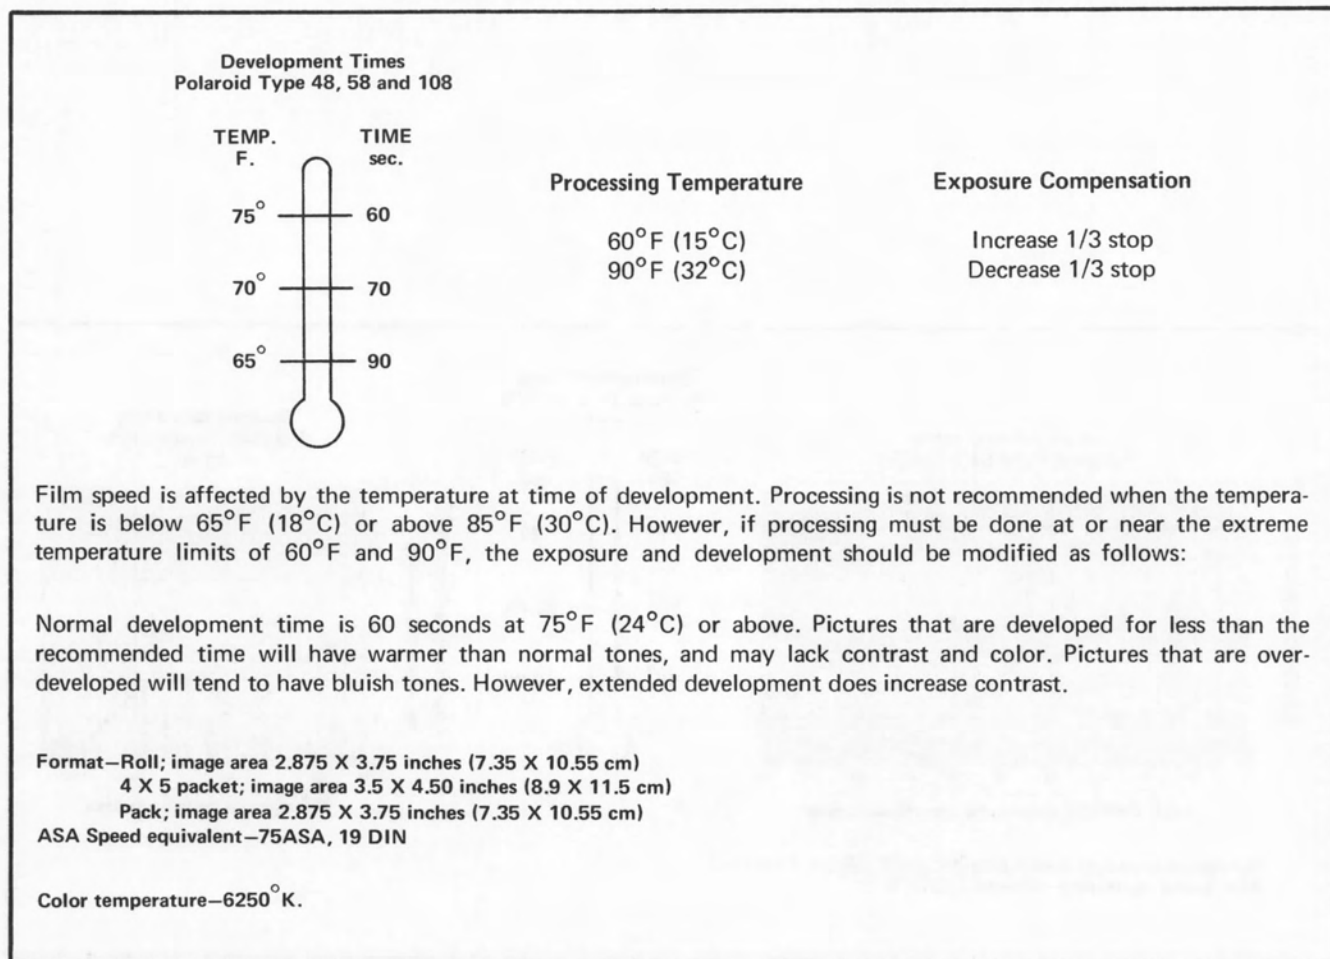 Development Times
Polaroid Type 48, 58 and 108
TEMP. TIME
F. sec.
Processing Temperature Exposure Compensation
75° 60
60°F (15°C) Increase 1/3 stop
90°F (32°C) Decrease 1/3 stop
70° 70
65° 90
Film speed is affected by the temperature at time of development. Processing is not recommended when the tempera-
ture is below 65°F (18°C) or above 85°F (30°C). However, if processing must be done at or near the extreme
temperature limits of 60°F and 90°F, the exposure and development should be modified as follows:
Normal development time is 60 seconds at 75°F (24°C) or above. Pictures that are developed for less than the
recommended time will have warmer than normal tones, and may lack contrast and color. Pictures that are over-
developed will tend to have bluish tones. However, extended development does increase contrast.
Format—Roll; image area 2.875 X 3.75 inches (7.35 X 10.55 cm)
4 X 5 packet; image area 3.5 X 4.50 inches (8.9 X 11.5 cm)
Pack; image area 2.875 X 3.75 inches (7.35 X 10.55 cm)
ASA Speed equivalent—75ASA, 19 DIN
Color temperature—6250°K.